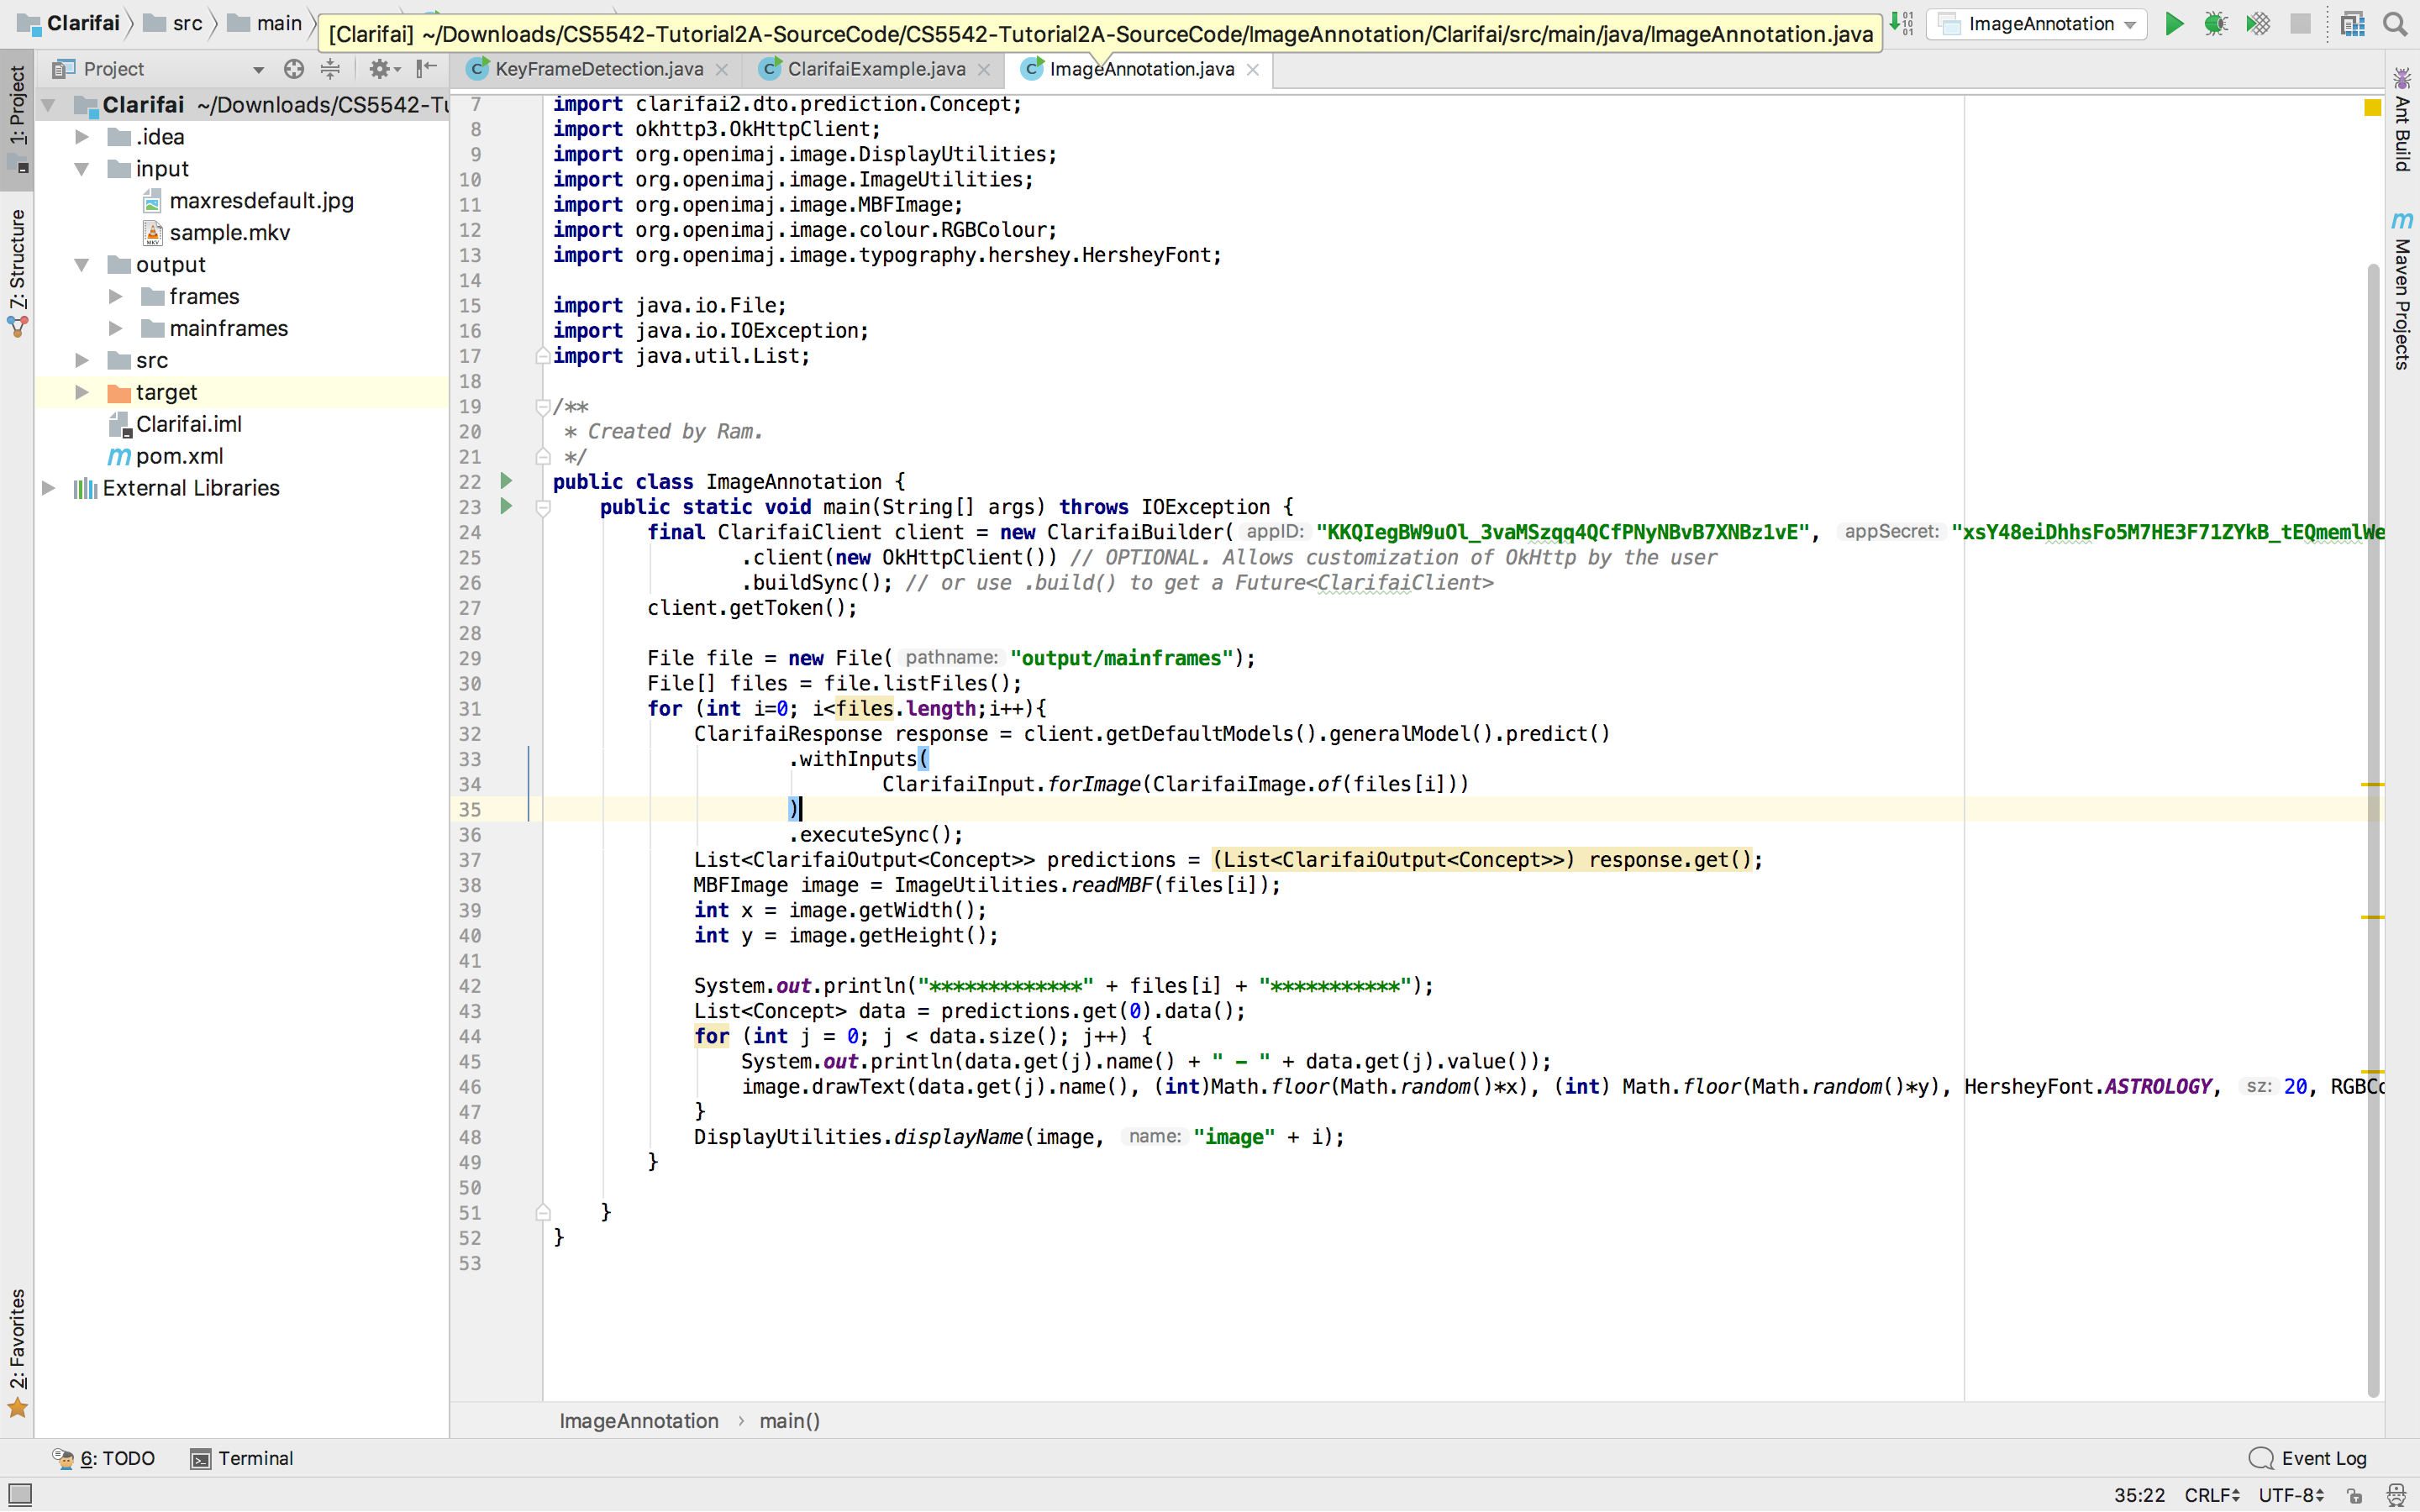 Clarifai src main
[Clarifai] ~/Downloads/CS5542-Tutorial2A-SourceCode/CS5542-Tutorial2A-SourceCode/ImageAnnotation/Clarifai/src/main/java/ImageAnnotation.java
ImageAnnotation
Project
KeyFrameDetection.java
ClarifaiExample.java
ImageAnnotation.java
1: Project
Z: Structure
2: Favorites
Ant Build
Maven Projects
Clarifai ~/Downloads/CS5542-Tu
.idea
input
maxresdefault.jpg
sample.mkv
output
frames
mainframes
src
target
Clarifai.iml
pom.xml
External Libraries
7 import clarifai2.dto.prediction.Concept;
8 import okhttp3.OkHttpClient;
9 import org.openimaj.image.DisplayUtilities;
10 import org.openimaj.image.ImageUtilities;
11 import org.openimaj.image.MBFImage;
12 import org.openimaj.image.colour.RGBColour;
13 import org.openimaj.image.typography.hershey.HersheyFont;
14
15 import java.io.File;
16 import java.io.IOException;
17 import java.util.List;
18
19 /**
20 * Created by Ram.
21 */
22 public class ImageAnnotation {
23 public static void main(String[] args) throws IOException {
24 final ClarifaiClient client = new ClarifaiBuilder( appID: "KKQIegBW9uOl_3vaMSzqq4QCfPNyNBvB7XNBz1vE", appSecret: "xsY48eiDhhsFo5M7HE3F71ZYkB_tEQmemlWe
25 .client(new OkHttpClient()) // OPTIONAL. Allows customization of OkHttp by the user
26 .buildSync(); // or use .build() to get a Future<ClarifaiClient>
27 client.getToken();
28
29 File file = new File( pathname: "output/mainframes");
30 File[] files = file.listFiles();
31 for (int i=0; i<files.length;i++){
32 ClarifaiResponse response = client.getDefaultModels().generalModel().predict()
33 .withInputs(
34 ClarifaiInput.forImage(ClarifaiImage.of(files[i]))
35 )
36 .executeSync();
37 List<ClarifaiOutput<Concept>> predictions = (List<ClarifaiOutput<Concept>>) response.get();
38 MBFImage image = ImageUtilities.readMBF(files[i]);
39 int x = image.getWidth();
40 int y = image.getHeight();
41
42 System.out.println("*************" + files[i] + "***********");
43 List<Concept> data = predictions.get(0).data();
44 for (int j = 0; j < data.size(); j++) {
45 System.out.println(data.get(j).name() + " - " + data.get(j).value());
46 image.drawText(data.get(j).name(), (int)Math.floor(Math.random()*x), (int) Math.floor(Math.random()*y), HersheyFont.ASTROLOGY, sz: 20, RGBCo
47 }
48 DisplayUtilities.displayName(image, name: "image" + i);
49 }
50
51 }
52 }
53
ImageAnnotation › main()
6: TODO Terminal
Event Log
35:22 CRLF UTF-8